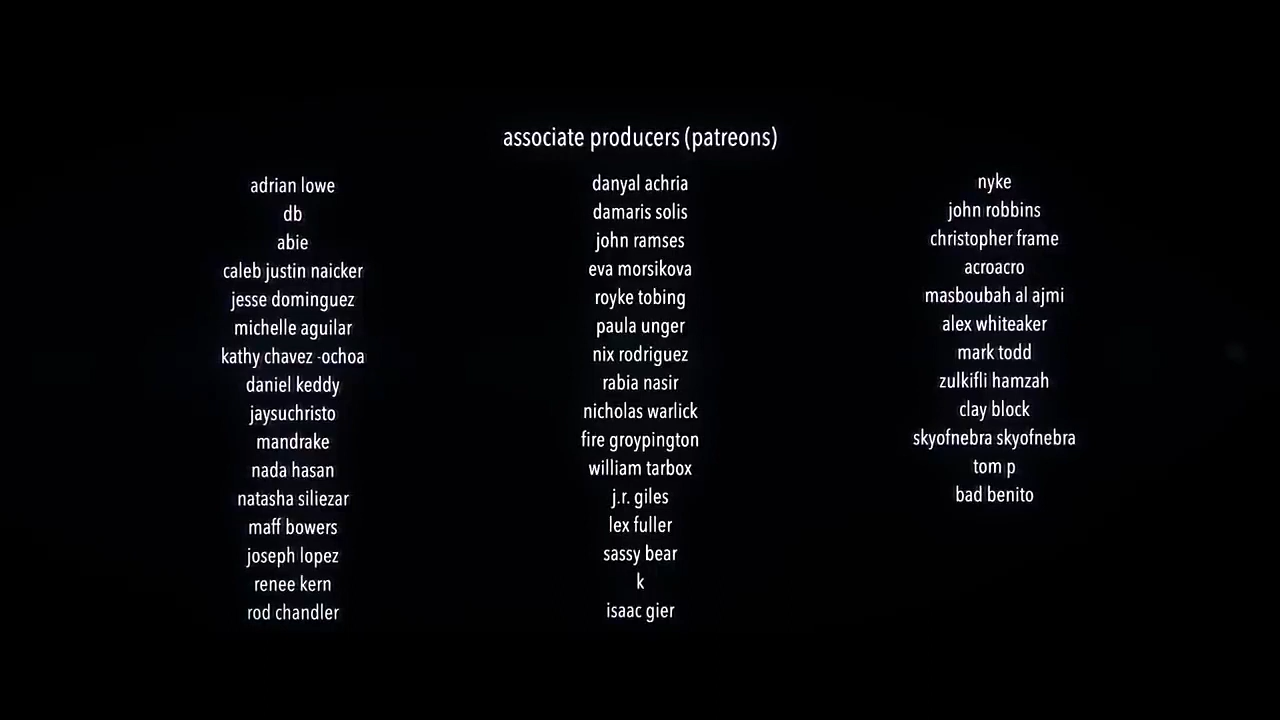 associate producers (patreons)
adrian lowe
db
abie
caleb justin naicker
jesse dominguez
michelle aguilar
kathy chavez -ochoa
daniel keddy
jaysuchristo
mandrake
nada hasan
natasha siliezar
maff bowers
joseph lopez
renee kern
rod chandler
danyal achria
damaris solis
john ramses
eva morsikova
royke tobing
paula unger
nix rodriguez
rabia nasir
nicholas warlick
fire groypington
william tarbox
j.r. giles
lex fuller
sassy bear
k
isaac gier
nyke
john robbins
christopher frame
acroacro
masboubah al ajmi
alex whiteaker
mark todd
zulkifli hamzah
clay block
skyofnebra skyofnebra
tom p
bad benito